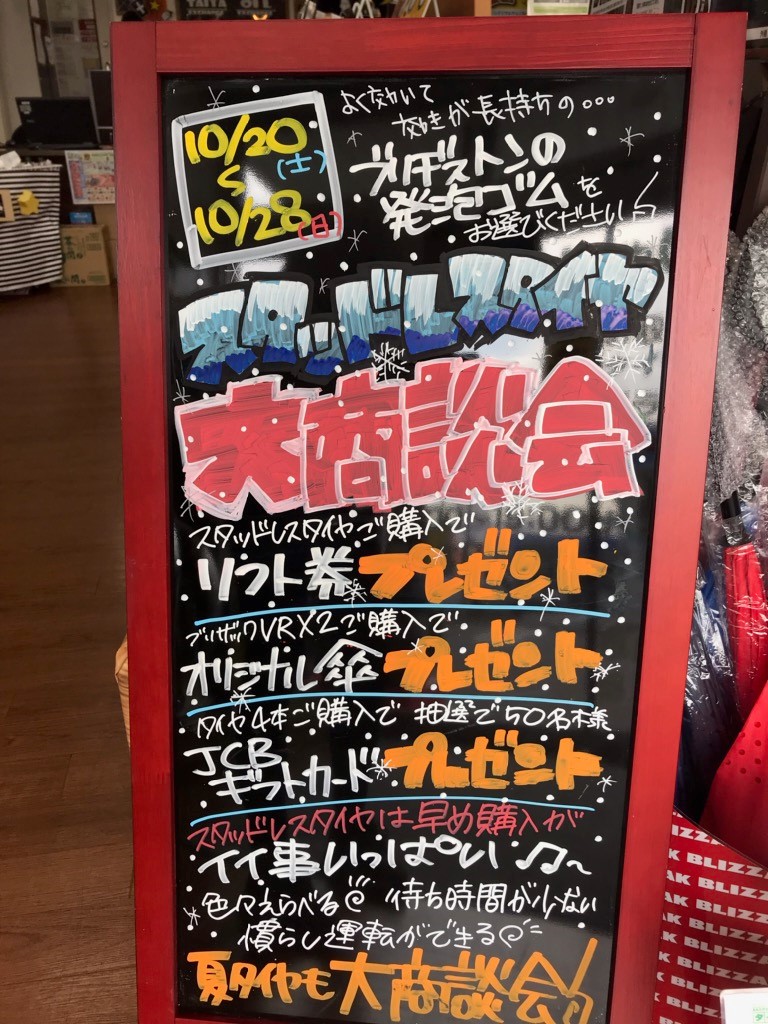 10/20
(土)
〜
10/28
(日)
よく効いて
効きが長持ちの・・・
ブリヂストンの
発泡ゴムを
お選びください!
スタッドレスタイヤ
大商談会
スタッドレスタイヤご購入で
リフト券プレゼント
ブリザックVRX2ご購入で
オリジナル傘プレゼント
タイヤ4本ご購入で 抽選で50名様
JCB
ギフトカードプレゼント
スタッドレスタイヤは早め購入が
イイ事いっぱい♫〜
色々えらべる 待ち時間が少ない
慣らし運転ができる
夏タイヤも大商談会!
BLIZZA
AK BLIZZA
EAK BLIZZ